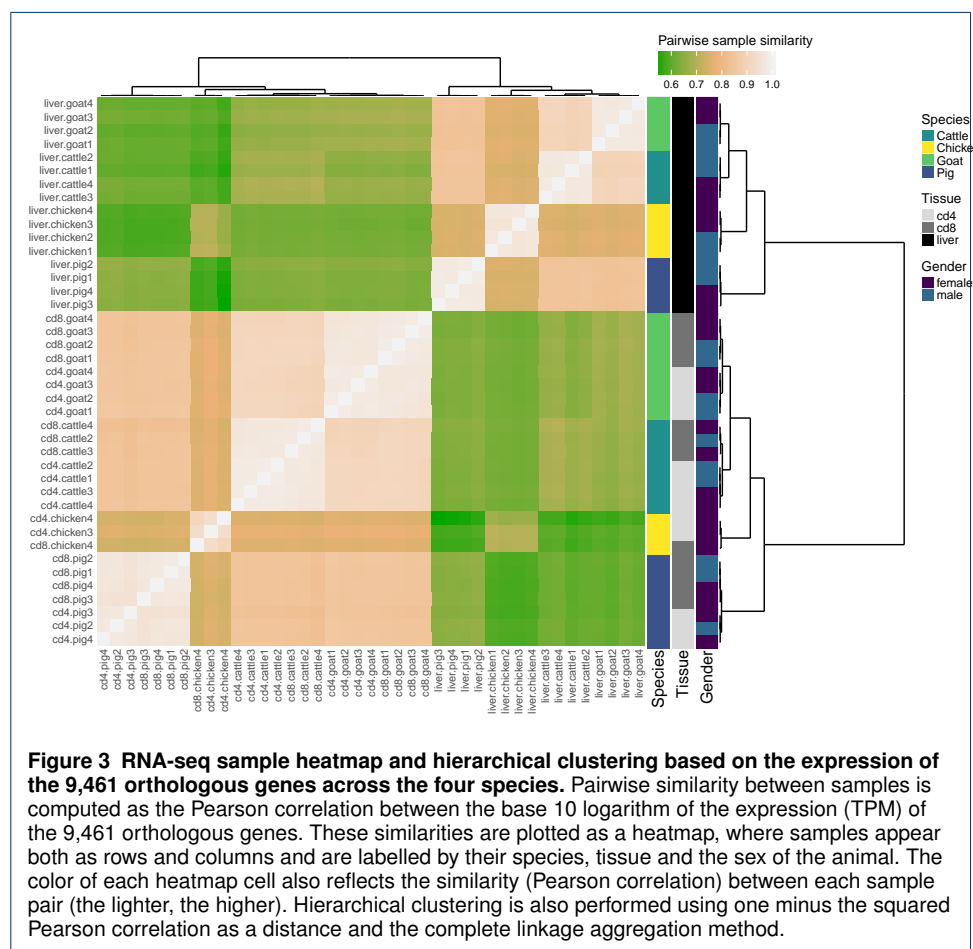 Pairwise sample similarity
0.6 0.7 0.8 0.9 1.0
liver.goat4
liver.goat3
liver.goat2
liver.goat1
liver.cattle2
liver.cattle1
liver.cattle4
liver.cattle3
liver.chicken4
liver.chicken3
liver.chicken2
liver.chicken1
liver.pig2
liver.pig1
liver.pig4
liver.pig3
cd8.goat4
cd8.goat3
cd8.goat2
cd8.goat1
cd4.goat4
cd4.goat3
cd4.goat2
cd4.goat1
cd8.cattle4
cd8.cattle2
cd8.cattle3
cd4.cattle2
cd4.cattle1
cd4.cattle3
cd4.cattle4
cd4.chicken4
cd4.chicken3
cd8.chicken4
cd8.pig2
cd8.pig1
cd8.pig4
cd8.pig3
cd4.pig3
cd4.pig2
cd4.pig4
Species
Cattle
Chicke
Goat
Pig
Tissue
cd4
cd8
liver
Gender
female
male
cd4.pig4
cd4.pig2
cd4.pig3
cd8.pig3
cd8.pig4
cd8.pig1
cd8.pig2
cd8.chicken4
cd4.chicken3
cd4.chicken4
cd4.cattle4
cd4.cattle3
cd4.cattle1
cd4.cattle2
cd8.cattle3
cd8.cattle2
cd8.cattle4
cd4.goat1
cd4.goat2
cd4.goat3
cd4.goat4
cd8.goat1
cd8.goat2
cd8.goat3
cd8.goat4
liver.pig3
liver.pig4
liver.pig1
liver.pig2
liver.chicken1
liver.chicken2
liver.chicken3
liver.chicken4
liver.cattle3
liver.cattle4
liver.cattle1
liver.cattle2
liver.goat1
liver.goat2
liver.goat3
liver.goat4
Species
Tissue
Gender
Figure 3 RNA-seq sample heatmap and hierarchical clustering based on the expression of
the 9,461 orthologous genes across the four species. Pairwise similarity between samples is
computed as the Pearson correlation between the base 10 logarithm of the expression (TPM) of
the 9,461 orthologous genes. These similarities are plotted as a heatmap, where samples appear
both as rows and columns and are labelled by their species, tissue and the sex of the animal. The
color of each heatmap cell also reflects the similarity (Pearson correlation) between each sample
pair (the lighter, the higher). Hierarchical clustering is also performed using one minus the squared
Pearson correlation as a distance and the complete linkage aggregation method.